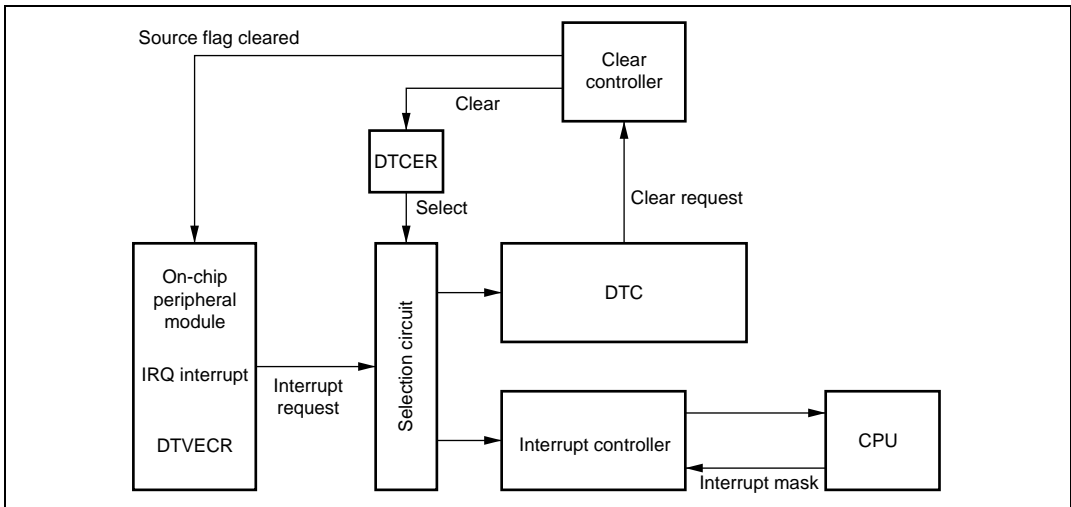 Source flag cleared
Clear
controller
Clear
DTCER
Select
Clear request
On-chip
peripheral
module
IRQ interrupt
DTVECR
Interrupt
request
Selection circuit
DTC
Interrupt controller
CPU
Interrupt mask